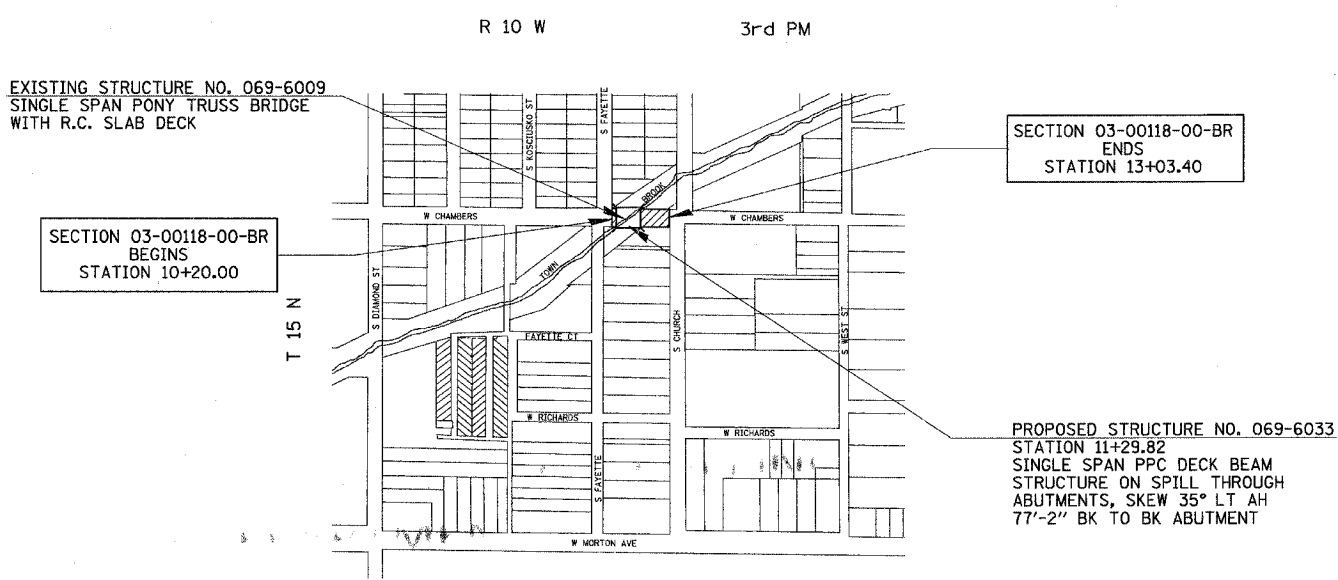 R 10 W
3rd PM
EXISTING STRUCTURE NO. 069-6009
SINGLE SPAN PONY TRUSS BRIDGE
WITH R.C. SLAB DECK
S KOSCIUSKO ST
S FAYETTE
SECTION 03-00118-00-BR
ENDS
STATION 13+03.40
BROOK
W CHAMBERS
W CHAMBERS
SECTION 03-00118-00-BR
BEGINS
STATION 10+20.00
TOWN
S DIAMOND ST
T 15 N
FAYETTE CT
S CHURCH
S WEST ST
W RICHARDS
W RICHARDS
S FAYETTE
PROPOSED STRUCTURE NO. 069-6033
STATION 11+29.82
SINGLE SPAN PPC DECK BEAM
STRUCTURE ON SPILL THROUGH
ABUTMENTS, SKEW 35° LT AH
77'-2" BK TO BK ABUTMENT
W MORTON AVE